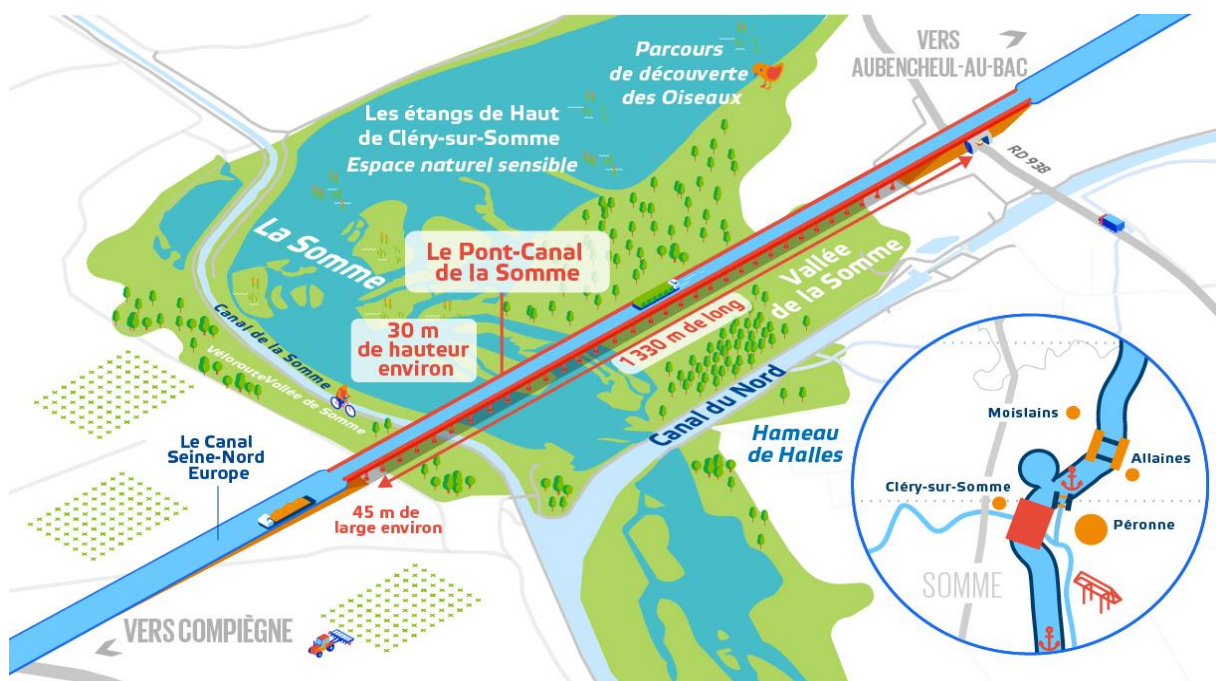 Parcours
de découverte
des Oiseaux
VERS
AUBENCHEUL-AU-BAC
Les étangs de Haut
de Cléry-sur-Somme
Espace naturel sensible
RD 938
La Somme
Le Pont-Canal
de la Somme
Vallée
de la Somme
30 m
de hauteur
environ
1 330 m de long
Canal de la Somme
Véloroute Vallée de Somme
Canal du Nord
Hameau
de Halles
Le Canal
Seine-Nord
Europe
45 m de
large environ
VERS COMPIÈGNE
Moislains
Allaines
Cléry-sur-Somme
Péronne
SOMME